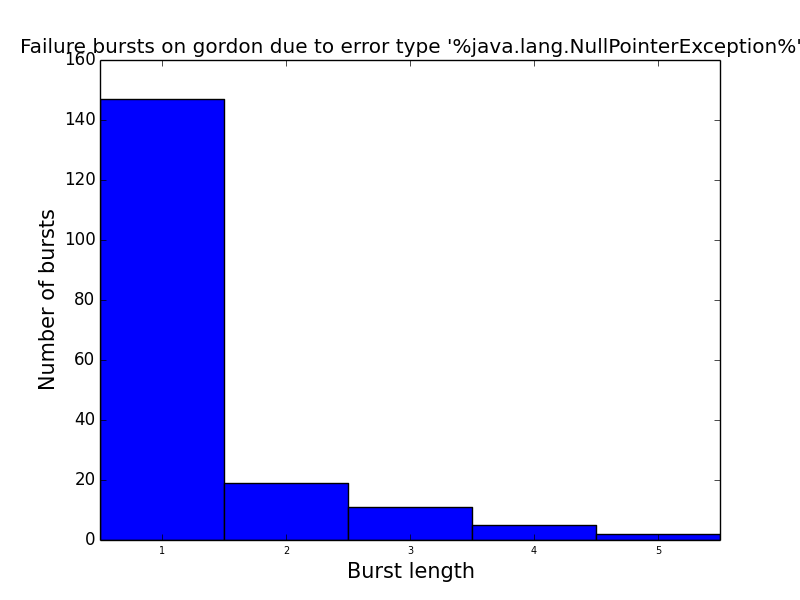 Failure bursts on gordon due to error type '%java.lang.NullPointerException%'
160
140
120
100
80
60
40
20
0
Number of bursts
1 2 3 4 5
Burst length